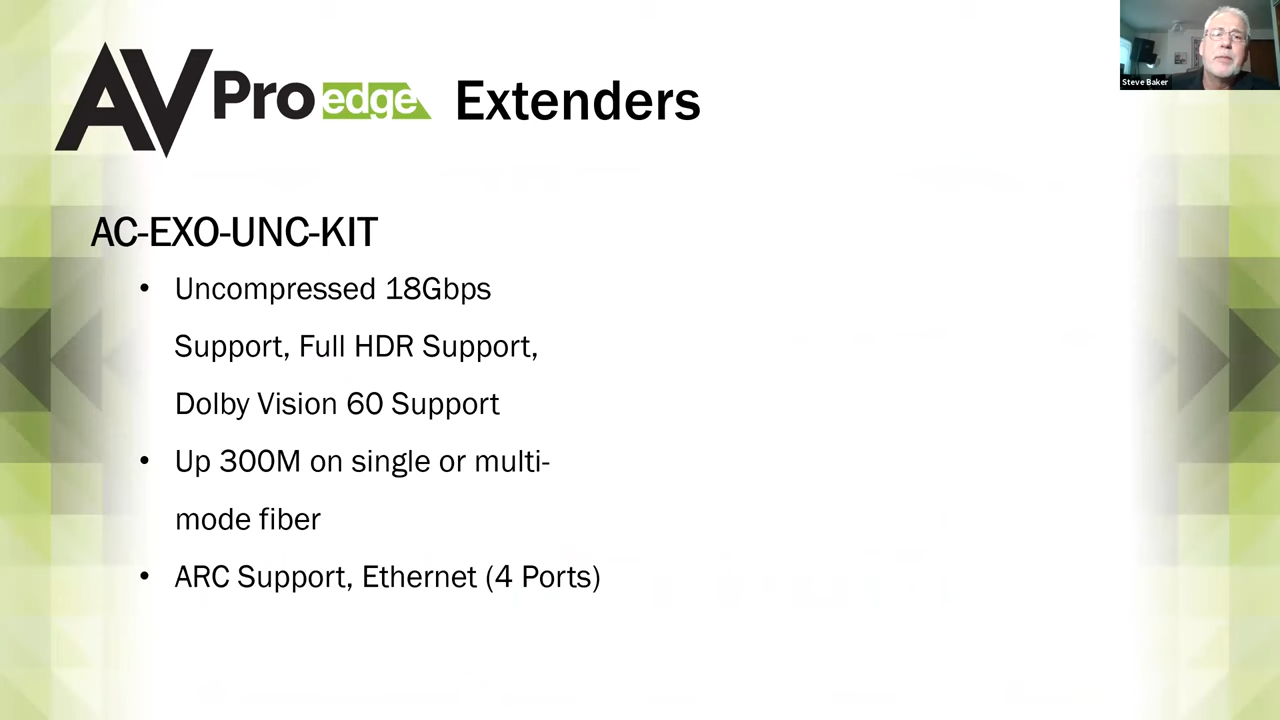 AVPro edge Extenders
Steve Baker
AC-EXO-UNC-KIT
• Uncompressed 18Gbps
Support, Full HDR Support,
Dolby Vision 60 Support
• Up 300M on single or multi-
mode fiber
• ARC Support, Ethernet (4 Ports)